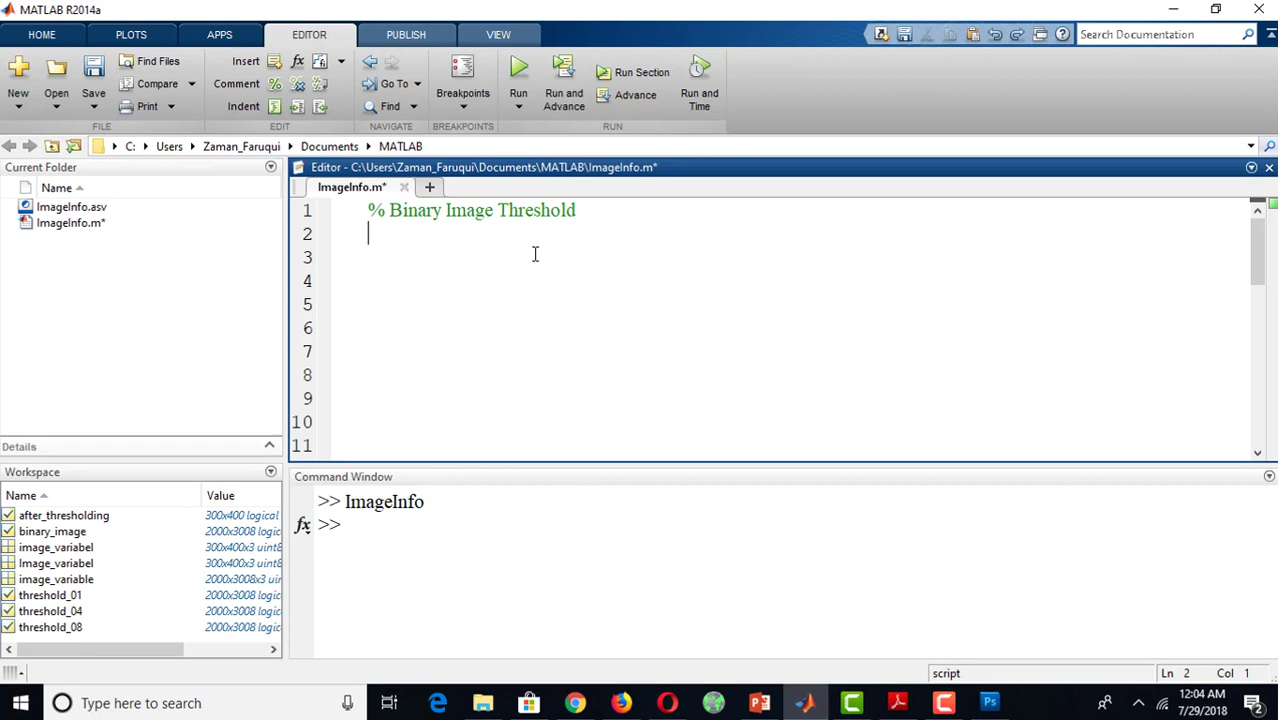 MATLAB R2014a
HOME PLOTS APPS EDITOR PUBLISH VIEW Search Documentation
New Open Save Find Files Compare Print
Insert Comment Indent
Go To Find
Breakpoints
Run Run and Advance Run Section Advance Run and Time
FILE EDIT NAVIGATE BREAKPOINTS RUN
C: Users Zaman_Faruqui Documents MATLAB
Current Folder
Name
ImageInfo.asv
ImageInfo.m*
Details
Editor - C:\Users\Zaman_Faruqui\Documents\MATLAB\ImageInfo.m*
ImageInfo.m*
1 % Binary Image Threshold
2
3
4
5
6
7
8
9
10
11
Workspace
Name Value
after_thresholding 300x400 logical
binary_image 2000x3008 logic
image_variabel 300x400x3 uint8
Image_variabel 300x400x3 uint8
image_variable 2000x3008x3 uin
threshold_01 2000x3008 logic
threshold_04 2000x3008 logic
threshold_08 2000x3008 logic
Command Window
>> ImageInfo
fx >>
script Ln 2 Col 1
Type here to search
12:04 AM
7/29/2018